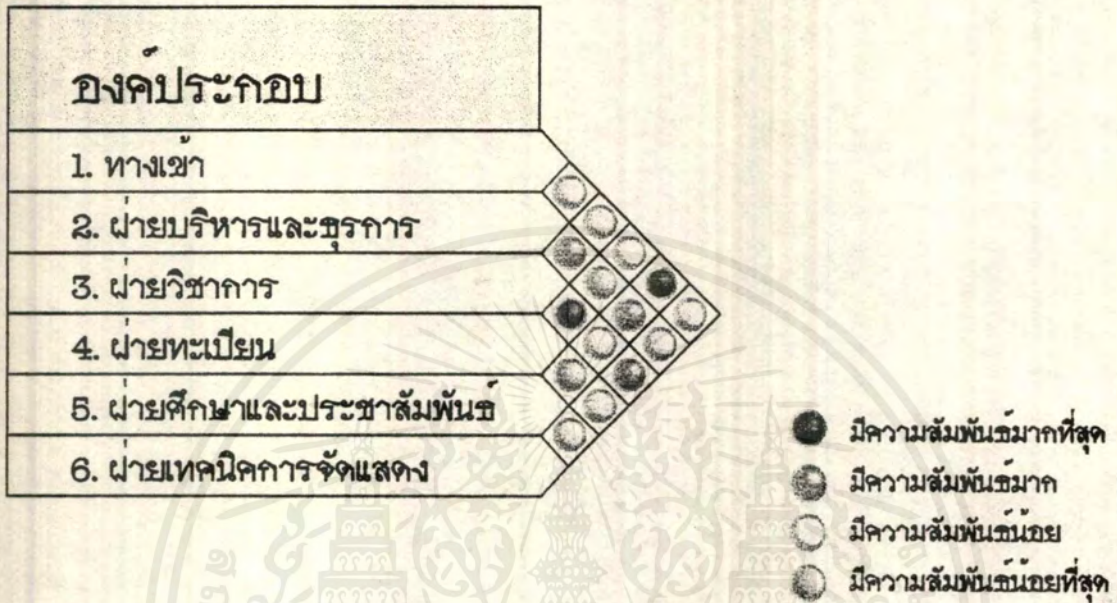 องค์ประกอบ
1. ทางเข้า
2. ฝ่ายบริหารและธุรการ
3. ฝ่ายวิชาการ
4. ฝ่ายทะเบียน
5. ฝ่ายศึกษาและประชาสัมพันธ์
6. ฝ่ายเทคนิคการจัดแสดง
มีความสัมพันธ์มากที่สุด
มีความสัมพันธ์มาก
มีความสัมพันธ์น้อย
มีความสัมพันธ์น้อยที่สุด